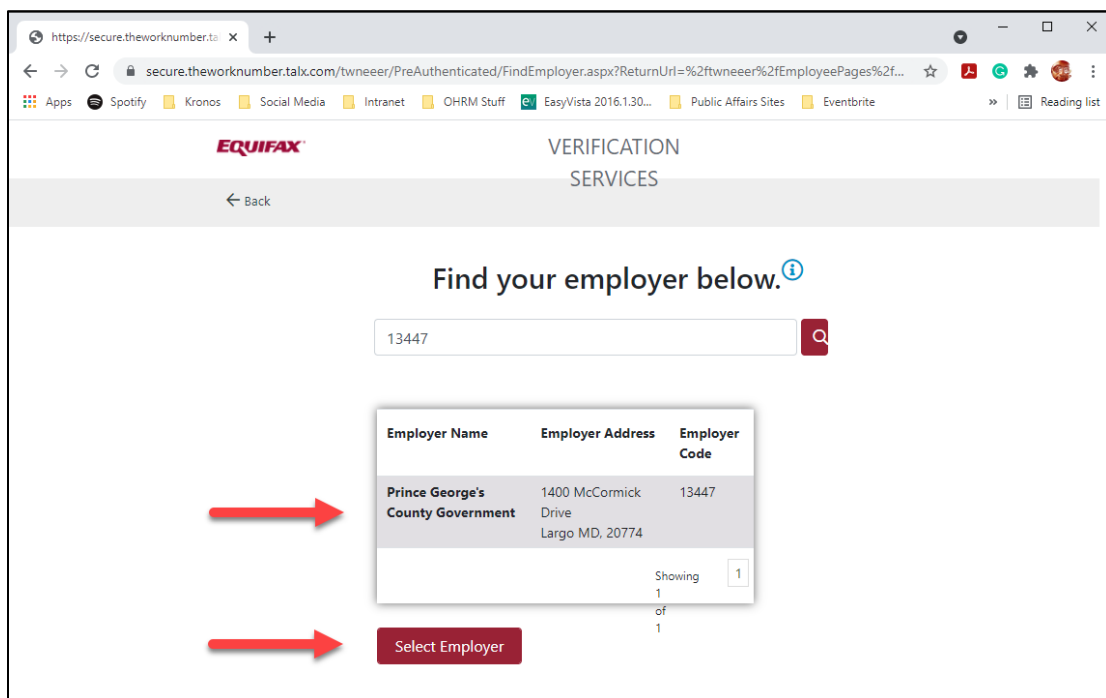 https://secure.theworknumber.ta
secure.theworknumber.talx.com/twneeer/PreAuthenticated/FindEmployer.aspx?ReturnUrl=%2ftwneeer%2fEmployeePages%2f...
Apps Spotify Kronos Social Media Intranet OHRM Stuff EasyVista 2016.1.30... Public Affairs Sites Eventbrite » Reading list
EQUIFAX VERIFICATION
SERVICES
← Back
Find your employer below.
13447
Employer Name Employer Address Employer
Code
Prince George's 1400 McCormick 13447
County Government Drive
Largo MD, 20774
Showing 1
1
of
1
Select Employer